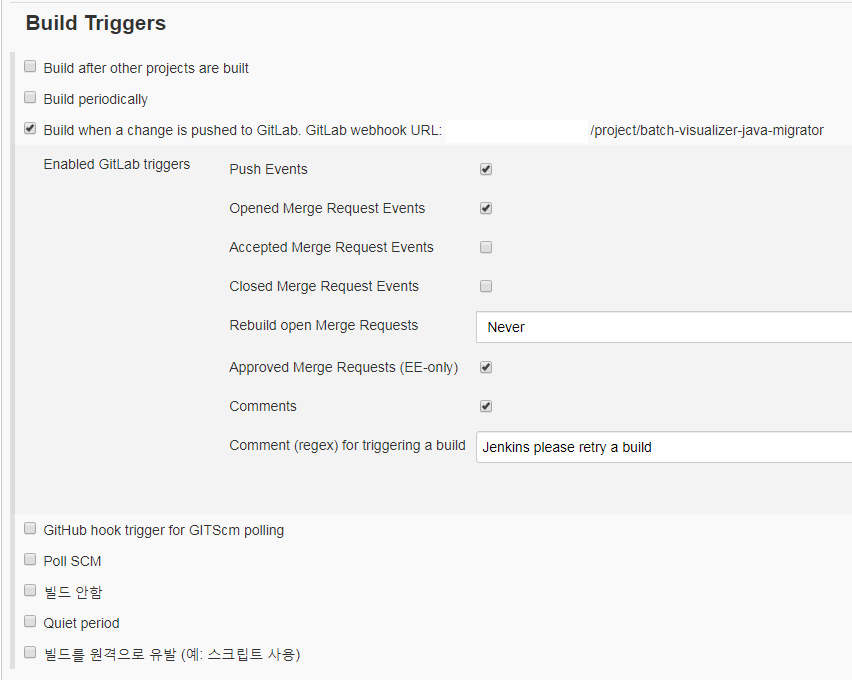 Build Triggers
Build after other projects are built
Build periodically
Build when a change is pushed to GitLab. GitLab webhook URL: /project/batch-visualizer-java-migrator
Enabled GitLab triggers
Push Events
Opened Merge Request Events
Accepted Merge Request Events
Closed Merge Request Events
Rebuild open Merge Requests Never
Approved Merge Requests (EE-only)
Comments
Comment (regex) for triggering a build Jenkins please retry a build
GitHub hook trigger for GITScm polling
Poll SCM
빌드 안함
Quiet period
빌드를 원격으로 유발 (예: 스크립트 사용)